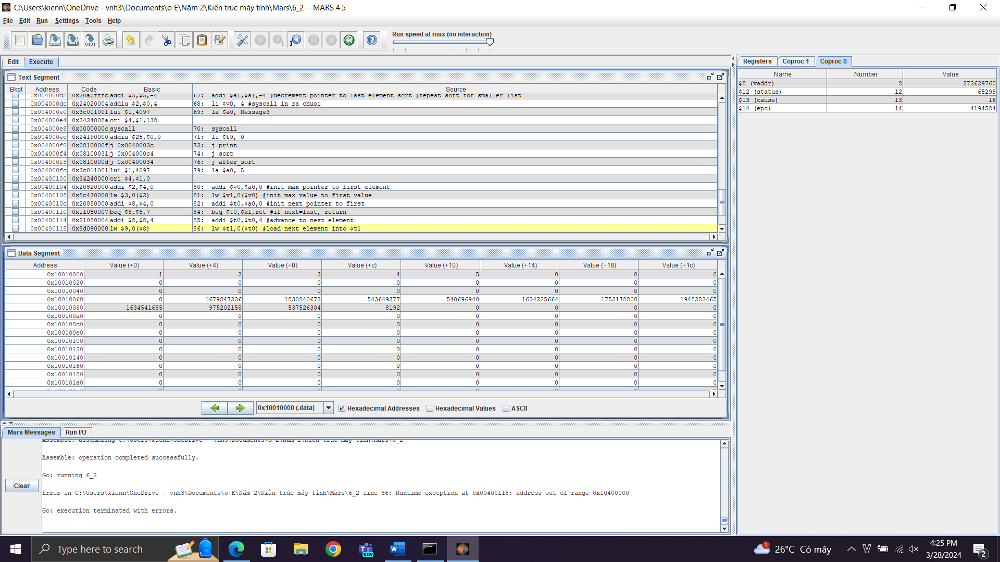 C:\Users\kienn\OneDrive - vnh3\Documents\o E\Năm 2\Kiến trúc máy tính\Mars\6_2 - MARS 4.5
File Edit Run Settings Tools Help
Run speed at max (no interaction)
Edit Execute
Text Segment
Bkpt Address Code Basic Source
0x004000d8 0x20a5fffc addi $5,$5,-4 67: addi $a1,$a1,-4 #decrement pointer to last element sort #repeat sort for smaller list
0x004000dc 0x24020004 addiu $2,$0,4 68: li $v0, 4 #syscall in ra chuoi
0x004000e0 0x3c011001 lui $1,4097 69: la $a0, Message3
0x004000e4 0x3424008a ori $4,$1,138
0x004000e8 0x0000000c syscall 70: syscall
0x004000ec 0x24190000 addiu $25,$0,0 71: li $t9, 0
0x004000f0 0x0810000f j 0x0040003c 72: j print
0x004000f4 0x08100031 j 0x004000c4 74: j sort
0x004000f8 0x0810000d j 0x00400034 76: j after_sort
0x004000fc 0x3c011001 lui $1,4097 79: la $a0, A
0x00400100 0x34240000 ori $4,$1,0
0x00400104 0x20820000 addi $2,$4,0 80: addi $v0,$a0,0 #init max pointer to first element
0x00400108 0x8c430000 lw $3,0($2) 81: lw $v1,0($v0) #init max value to first value
0x0040010c 0x20880000 addi $8,$4,0 82: addi $t0,$a0,0 #init next pointer to first
0x00400110 0x11050007 beq $8,$5,7 84: beq $t0,$a1,ret #if next=last, return
0x00400114 0x21080004 addi $8,$8,4 85: addi $t0,$t0,4 #advance to next element
0x00400118 0x8d090000 lw $9,0($8) 86: lw $t1,0($t0) #load next element into $t1
Data Segment
Address Value (+0) Value (+4) Value (+8) Value (+c) Value (+10) Value (+14) Value (+18) Value (+1c)
0x10010000 1 2 3 4 5 0 0 0
0x10010020 0 0 0 0 0 0 0 0
0x10010040 0 0 0 0 0 0 0 0
0x10010060 0 1679847236 1830840673 543649377 540696940 1634225664 1752178800 1948282465
0x10010080 1634541685 975202158 537526304 8192 0 0 0 0
0x100100a0 0 0 0 0 0 0 0 0
0x100100c0 0 0 0 0 0 0 0 0
0x100100e0 0 0 0 0 0 0 0 0
0x10010100 0 0 0 0 0 0 0 0
0x10010120 0 0 0 0 0 0 0 0
0x10010140 0 0 0 0 0 0 0 0
0x10010160 0 0 0 0 0 0 0 0
0x10010180 0 0 0 0 0 0 0 0
0x100101a0 0 0 0 0 0 0 0 0
0x10010000 (.data) Hexadecimal Addresses Hexadecimal Values ASCII
Mars Messages Run I/O
Assemble: assembling C:\Users\kienn\OneDrive - vnh3\Documents\o E\Năm 2\Kiến trúc máy tính\Mars\6_2
Assemble: operation completed successfully.
Go: running 6_2
Clear
Error in C:\Users\kienn\OneDrive - vnh3\Documents\o E\Năm 2\Kiến trúc máy tính\Mars\6_2 line 86: Runtime exception at 0x00400118: address out of range 0x10400000
Go: execution terminated with errors.
Registers Coproc 1 Coproc 0
Name Number Value
$8 (vaddr) 8 272629760
$12 (status) 12 65299
$13 (cause) 13 16
$14 (epc) 14 4194584
Type here to search
NEW
1
26°C Có mây
4:25 PM
3/28/2024
2